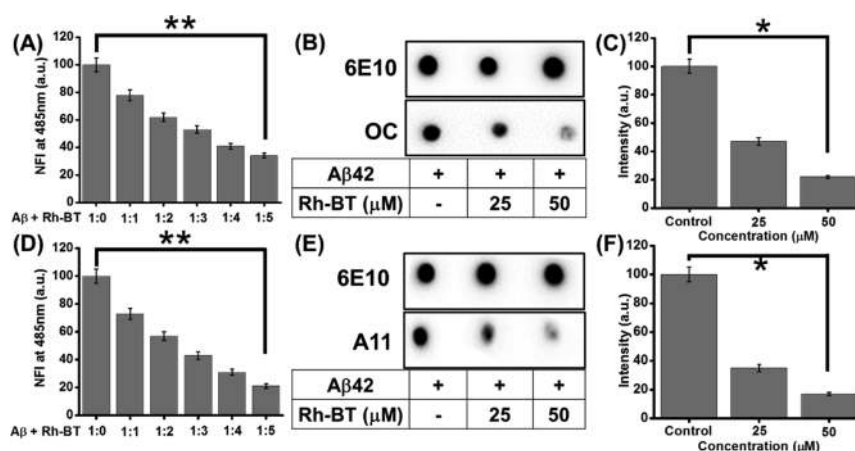 (A)
**
NFI at 485nm (a.u.)
120
100
80
60
40
20
0
Aβ + Rh-BT 1:0 1:1 1:2 1:3 1:4 1:5
(B)
6E10
OC
Aβ42 + + +
Rh-BT (μM) - 25 50
(C)
*
Intensity (a.u.)
120
100
80
60
40
20
0
Control 25 50
Concentration (μM)
(D)
**
NFI at 485nm (a.u.)
120
100
80
60
40
20
0
Aβ + Rh-BT 1:0 1:1 1:2 1:3 1:4 1:5
(E)
6E10
A11
Aβ42 + + +
Rh-BT (μM) - 25 50
(F)
*
Intensity (a.u.)
120
100
80
60
40
20
0
Control 25 50
Concentration (μM)